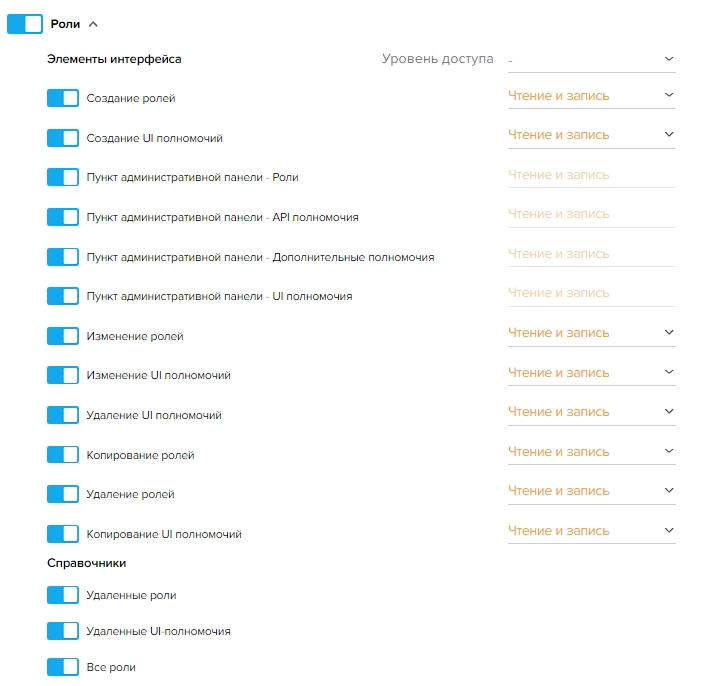 Роли
Элементы интерфейса Уровень доступа -
Создание ролей Чтение и запись
Создание UI полномочий Чтение и запись
Пункт административной панели - Роли Чтение и запись
Пункт административной панели - API полномочия Чтение и запись
Пункт административной панели - Дополнительные полномочия Чтение и запись
Пункт административной панели - UI полномочия Чтение и запись
Изменение ролей Чтение и запись
Изменение UI полномочий Чтение и запись
Удаление UI полномочий Чтение и запись
Копирование ролей Чтение и запись
Удаление ролей Чтение и запись
Копирование UI полномочий Чтение и запись
Справочники
Удаленные роли
Удаленные UI-полномочия
Все роли